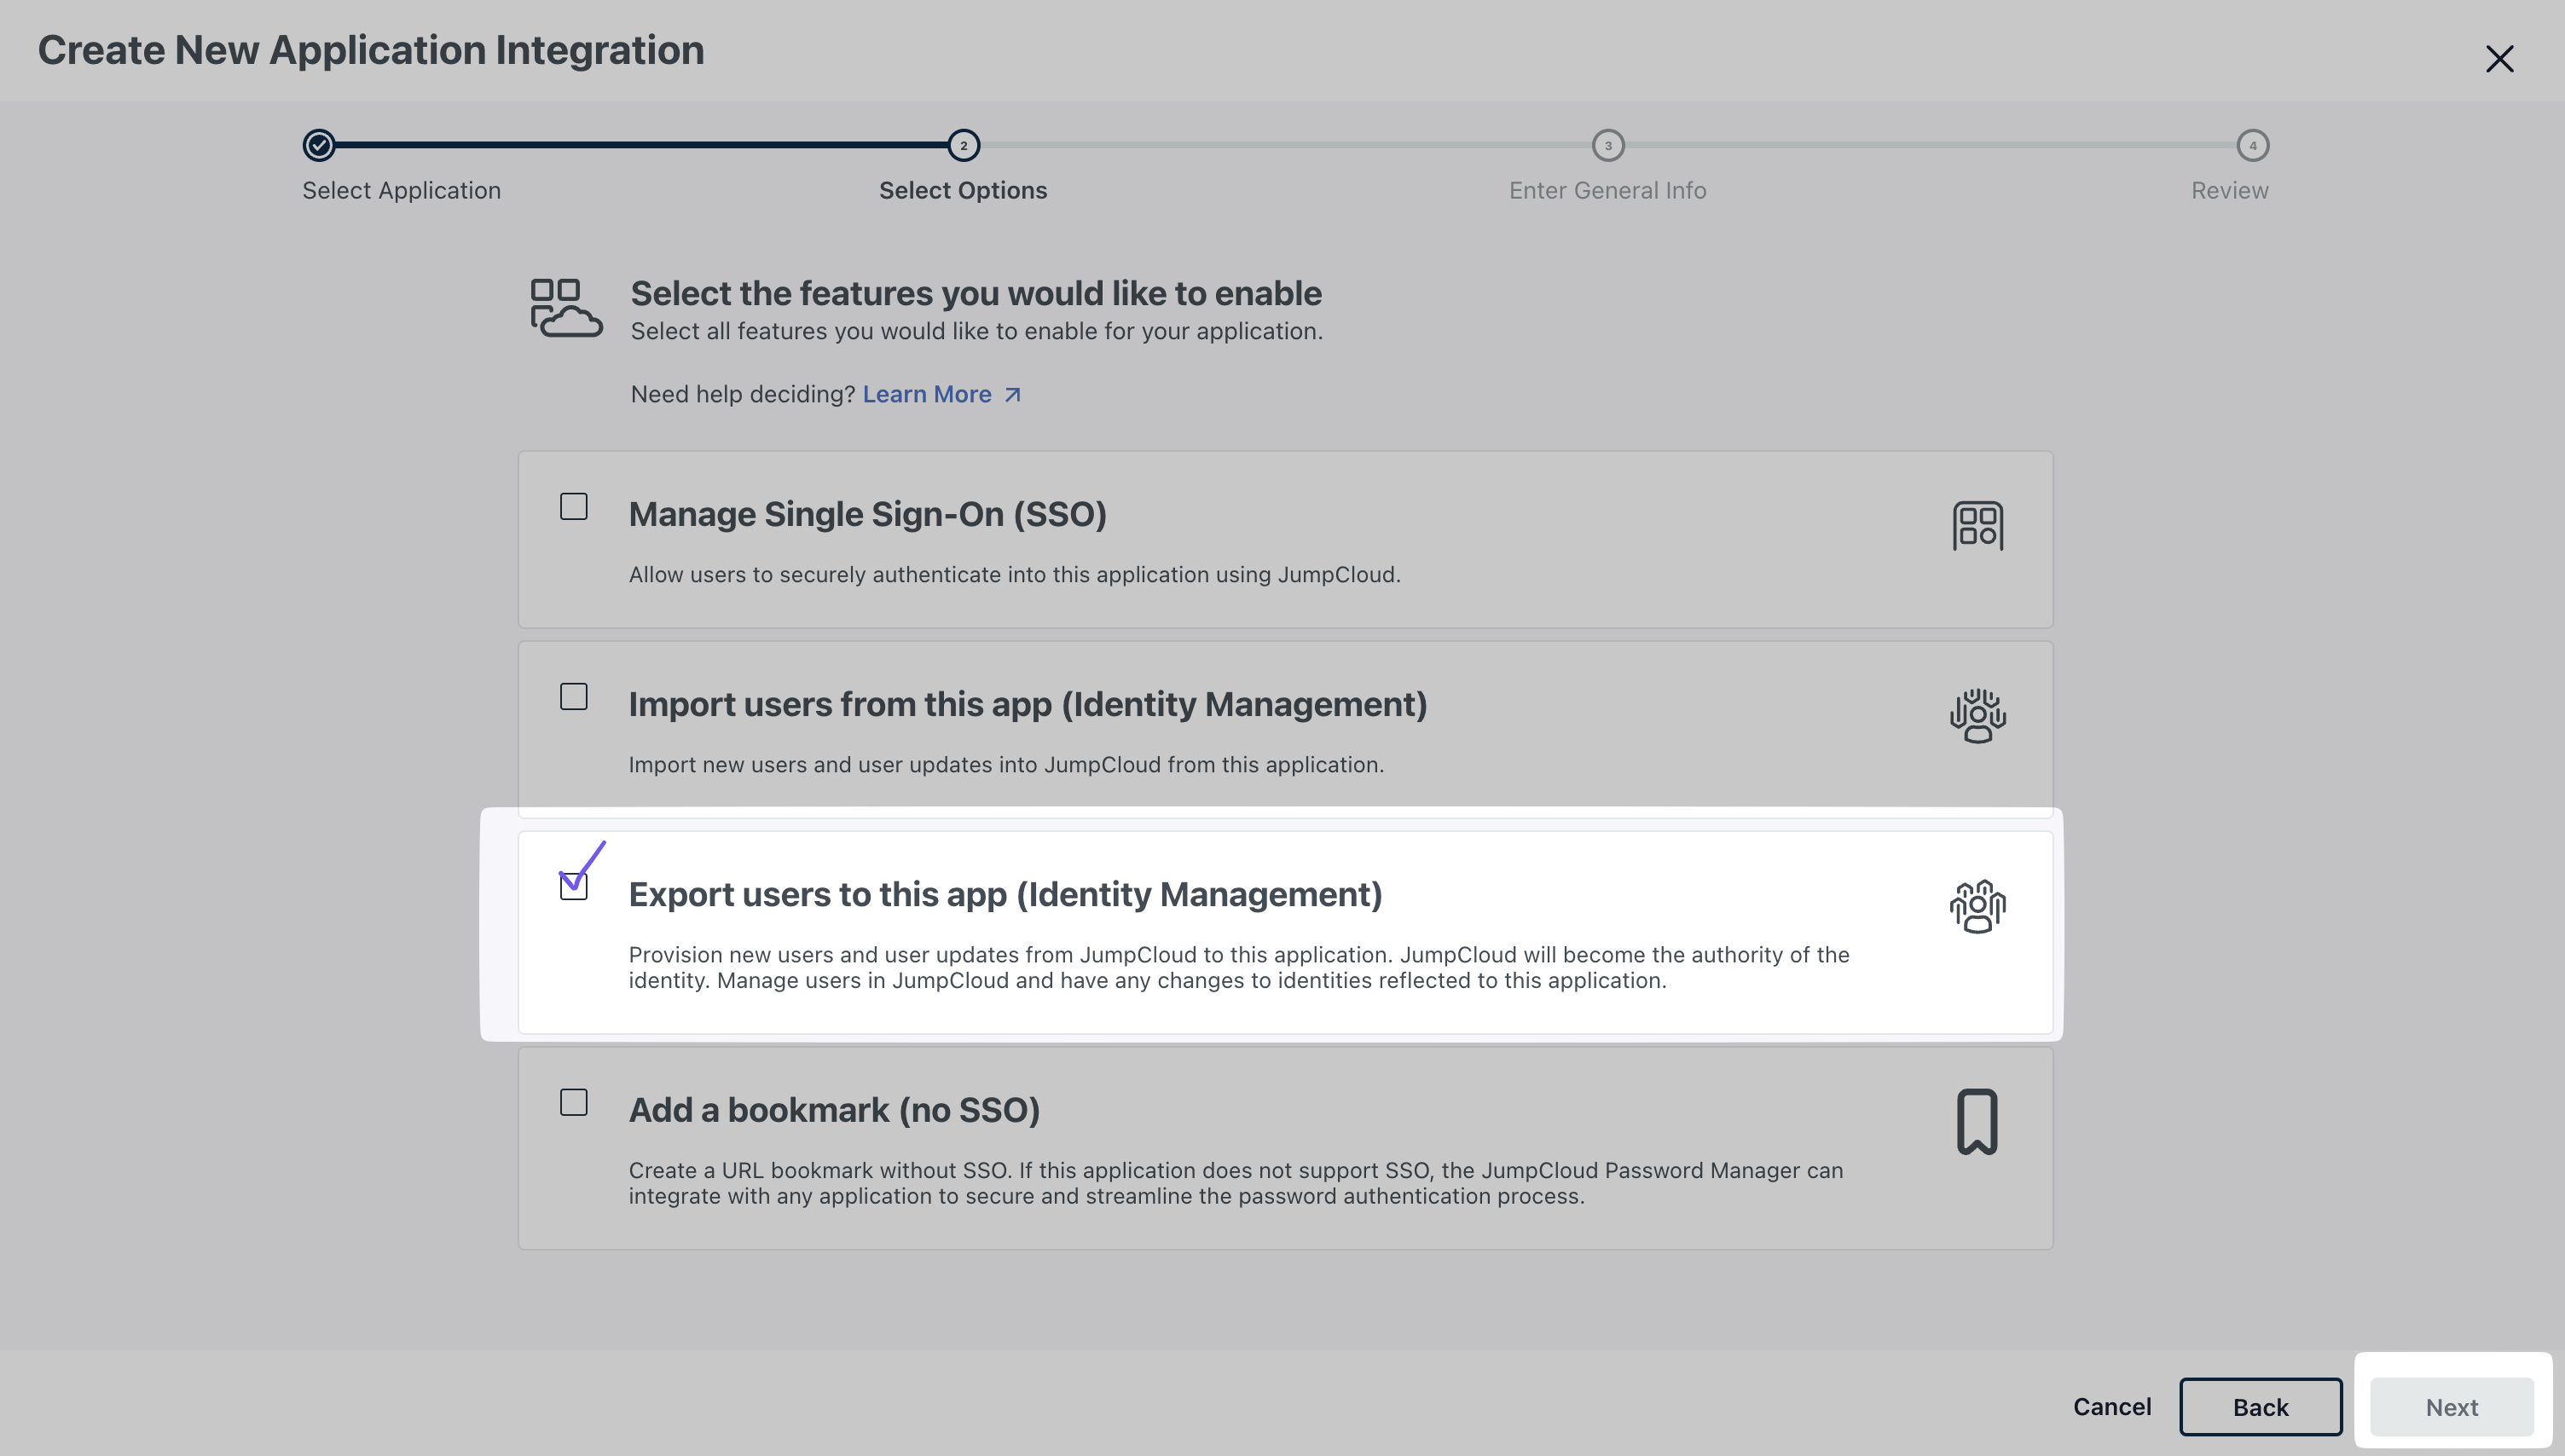 Create New Application Integration
2
3
4
Select Application
Select Options
Enter General Info
Review
Select the features you would like to enable
Select all features you would like to enable for your application.
Need help deciding? Learn More
Manage Single Sign-On (SSO)
Allow users to securely authenticate into this application using JumpCloud.
Import users from this app (Identity Management)
Import new users and user updates into JumpCloud from this application.
Export users to this app (Identity Management)
Provision new users and user updates from JumpCloud to this application. JumpCloud will become the authority of the
identity. Manage users in JumpCloud and have any changes to identities reflected to this application.
Add a bookmark (no SSO)
Create a URL bookmark without SSO. If this application does not support SSO, the JumpCloud Password Manager can
integrate with any application to secure and streamline the password authentication process.
Cancel
Back
Next